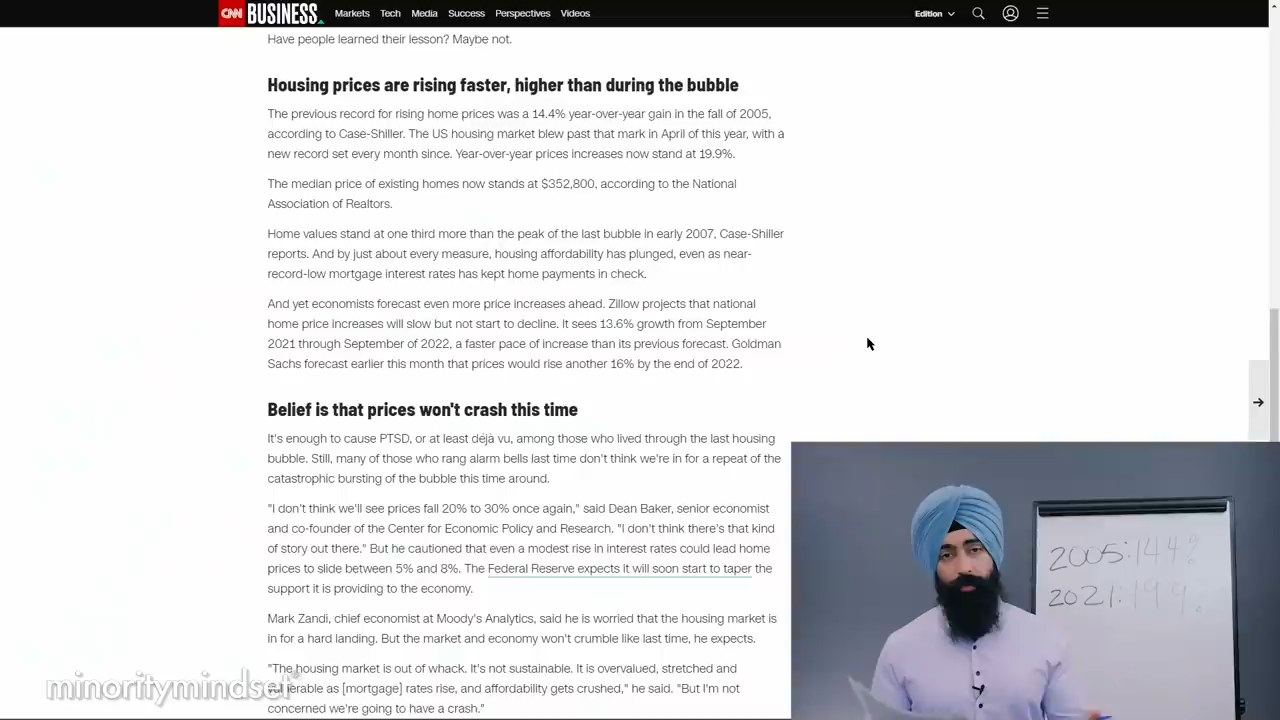 CNN BUSINESS Markets Tech Media Success Perspectives Videos Edition
Have people learned their lesson? Maybe not.
Housing prices are rising faster, higher than during the bubble
The previous record for rising home prices was a 14.4% year-over-year gain in the fall of 2005,
according to Case-Shiller. The US housing market blew past that mark in April of this year, with a
new record set every month since. Year-over-year prices increases now stand at 19.9%.
The median price of existing homes now stands at $352,800, according to the National
Association of Realtors.
Home values stand at one third more than the peak of the last bubble in early 2007, Case-Shiller
reports. And by just about every measure, housing affordability has plunged, even as near-
record-low mortgage interest rates has kept home payments in check.
And yet economists forecast even more price increases ahead. Zillow projects that national
home price increases will slow but not start to decline. It sees 13.6% growth from September
2021 through September of 2022, a faster pace of increase than its previous forecast. Goldman
Sachs forecast earlier this month that prices would rise another 16% by the end of 2022.
Belief is that prices won't crash this time
It's enough to cause PTSD, or at least déjà vu, among those who lived through the last housing
bubble. Still, many of those who rang alarm bells last time don't think we're in for a repeat of the
catastrophic bursting of the bubble this time around.
"I don't think we'll see prices fall 20% to 30% once again," said Dean Baker, senior economist
and co-founder of the Center for Economic Policy and Research. "I don't think there's that kind
of story out there." But he cautioned that even a modest rise in interest rates could lead home
prices to slide between 5% and 8%. The Federal Reserve expects it will soon start to taper the
support it is providing to the economy.
Mark Zandi, chief economist at Moody's Analytics, said he is worried that the housing market is
in for a hard landing. But the market and economy won't crumble like last time, he expects.
"The housing market is out of whack. It's not sustainable. It is overvalued, stretched and
vulnerable as [mortgage] rates rise, and affordability gets crushed," he said. "But I'm not
concerned we're going to have a crash."
minoritymindset
2005:
2021: